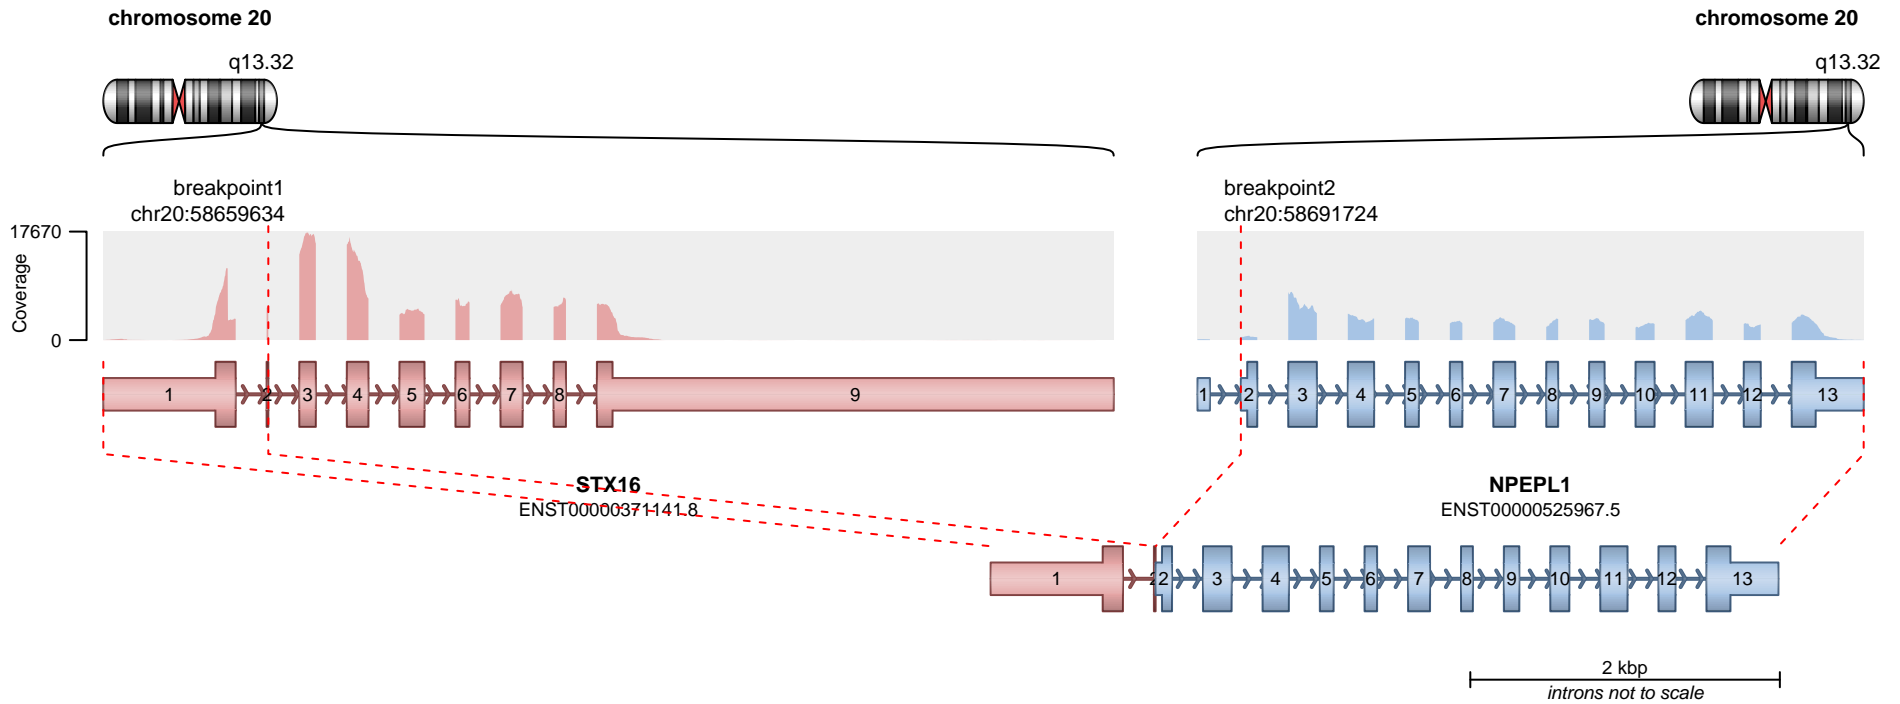 chromosome 20
chromosome 20
q13.32
q13.32
breakpoint1
chr20:58659634
breakpoint2
chr20:58691724
17670
0
Coverage
1 2 3 4 5 6 7 8 9
1 2 3 4 5 6 7 8 9 10 11 12 13
STX16
ENST00000371141.8
NPEPL1
ENST00000525967.5
1 2 2 3 4 5 6 7 8 9 10 11 12 13
2 kbp
introns not to scale